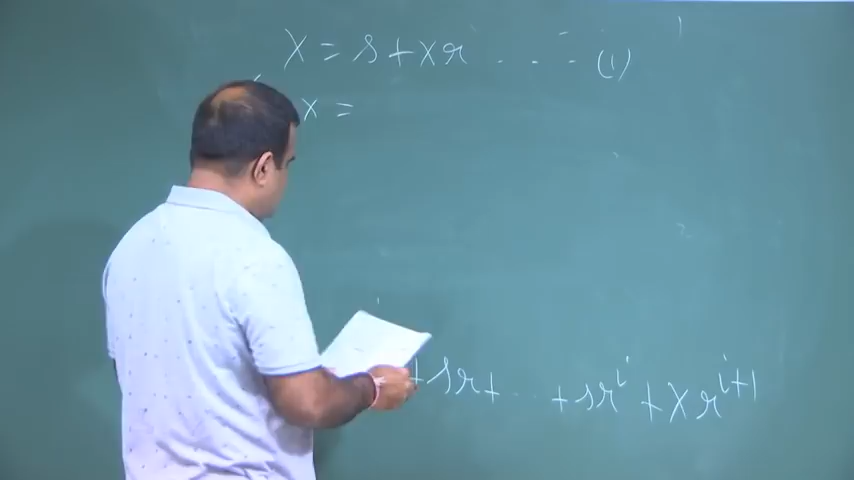 x = s + xr ..... (1)
x =
+ sr + ... + sr^i + xr^{i+1}